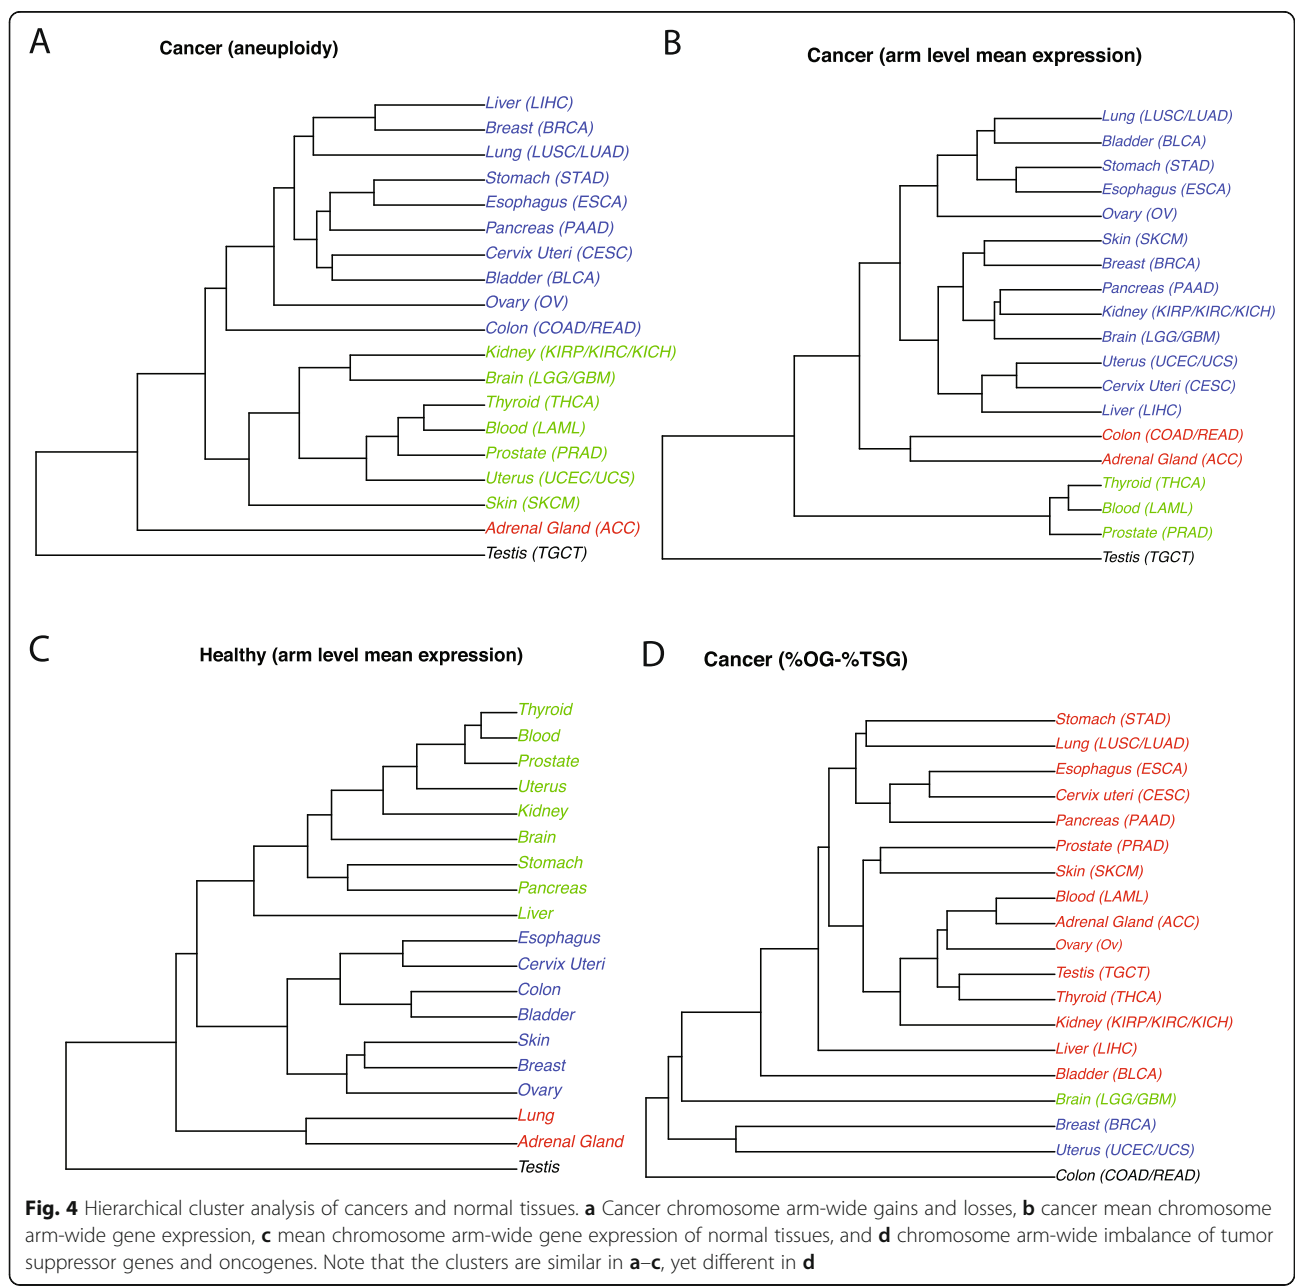 A
Cancer (aneuploidy)
Liver (LIHC)
Breast (BRCA)
Lung (LUSC/LUAD)
Stomach (STAD)
Esophagus (ESCA)
Pancreas (PAAD)
Cervix Uteri (CESC)
Bladder (BLCA)
Ovary (OV)
Colon (COAD/READ)
Kidney (KIRP/KIRC/KICH)
Brain (LGG/GBM)
Thyroid (THCA)
Blood (LAML)
Prostate (PRAD)
Uterus (UCEC/UCS)
Skin (SKCM)
Adrenal Gland (ACC)
Testis (TGCT)
B
Cancer (arm level mean expression)
Lung (LUSC/LUAD)
Bladder (BLCA)
Stomach (STAD)
Esophagus (ESCA)
Ovary (OV)
Skin (SKCM)
Breast (BRCA)
Pancreas (PAAD)
Kidney (KIRP/KIRC/KICH)
Brain (LGG/GBM)
Uterus (UCEC/UCS)
Cervix Uteri (CESC)
Liver (LIHC)
Colon (COAD/READ)
Adrenal Gland (ACC)
Thyroid (THCA)
Blood (LAML)
Prostate (PRAD)
Testis (TGCT)
C
Healthy (arm level mean expression)
Thyroid
Blood
Prostate
Uterus
Kidney
Brain
Stomach
Pancreas
Liver
Esophagus
Cervix Uteri
Colon
Bladder
Skin
Breast
Ovary
Lung
Adrenal Gland
Testis
D
Cancer (%OG-%TSG)
Stomach (STAD)
Lung (LUSC/LUAD)
Esophagus (ESCA)
Cervix uteri (CESC)
Pancreas (PAAD)
Prostate (PRAD)
Skin (SKCM)
Blood (LAML)
Adrenal Gland (ACC)
Ovary (Ov)
Testis (TGCT)
Thyroid (THCA)
Kidney (KIRP/KIRC/KICH)
Liver (LIHC)
Bladder (BLCA)
Brain (LGG/GBM)
Breast (BRCA)
Uterus (UCEC/UCS)
Colon (COAD/READ)
Fig. 4 Hierarchical cluster analysis of cancers and normal tissues. a Cancer chromosome arm-wide gains and losses, b cancer mean chromosome
arm-wide gene expression, c mean chromosome arm-wide gene expression of normal tissues, and d chromosome arm-wide imbalance of tumor
suppressor genes and oncogenes. Note that the clusters are similar in a–c, yet different in d